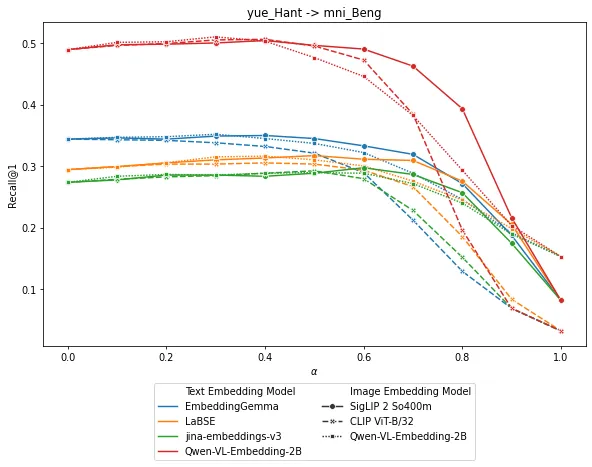 yue_Hant -> mni_Beng
0.5
0.4
0.3
0.2
0.1
Recall@1
0.0 0.2 0.4 0.6 0.8 1.0
α
Text Embedding Model Image Embedding Model
EmbeddingGemma SigLIP 2 So400m
LaBSE CLIP ViT-B/32
jina-embeddings-v3 Qwen-VL-Embedding-2B
Qwen-VL-Embedding-2B